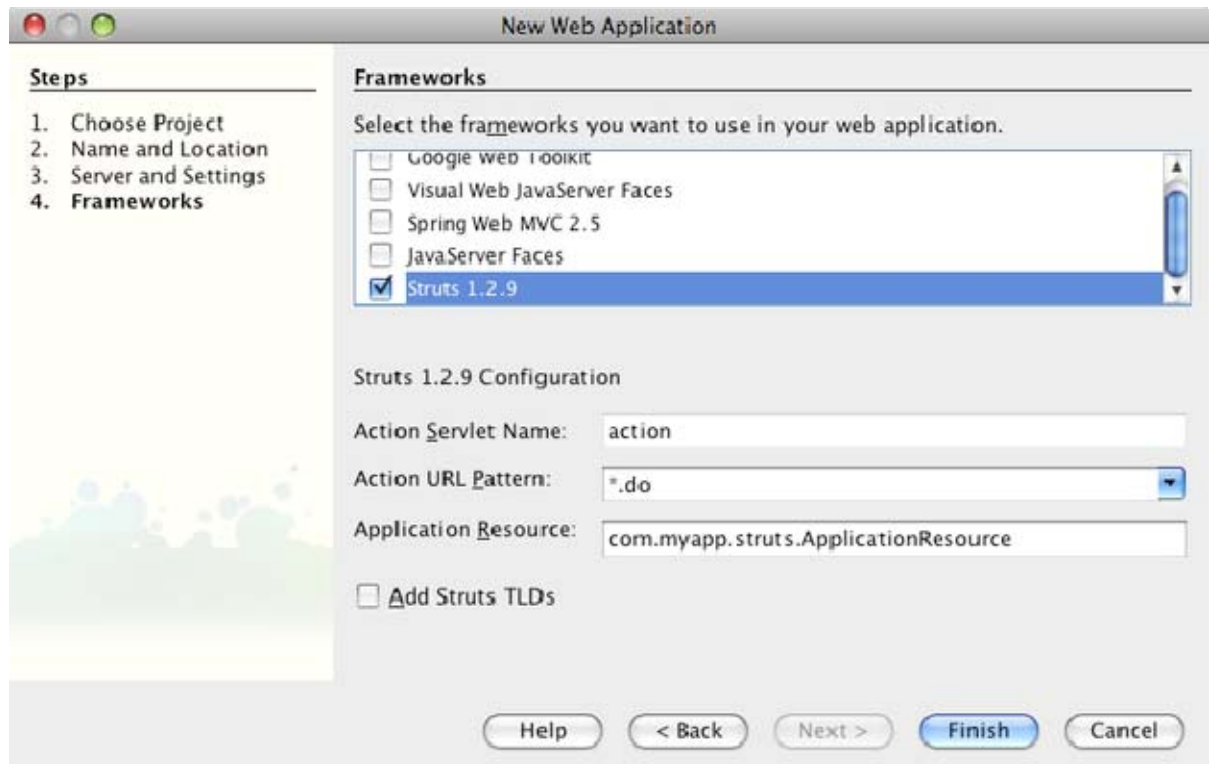 New Web Application
Steps
1. Choose Project
2. Name and Location
3. Server and Settings
4. Frameworks
Frameworks
Select the frameworks you want to use in your web application.
Google Web Toolkit
Visual Web JavaServer Faces
Spring Web MVC 2.5
JavaServer Faces
Struts 1.2.9
Struts 1.2.9 Configuration
Action Servlet Name: action
Action URL Pattern: *.do
Application Resource: com.myapp.struts.ApplicationResource
Add Struts TLDs
Help
< Back
Next >
Finish
Cancel